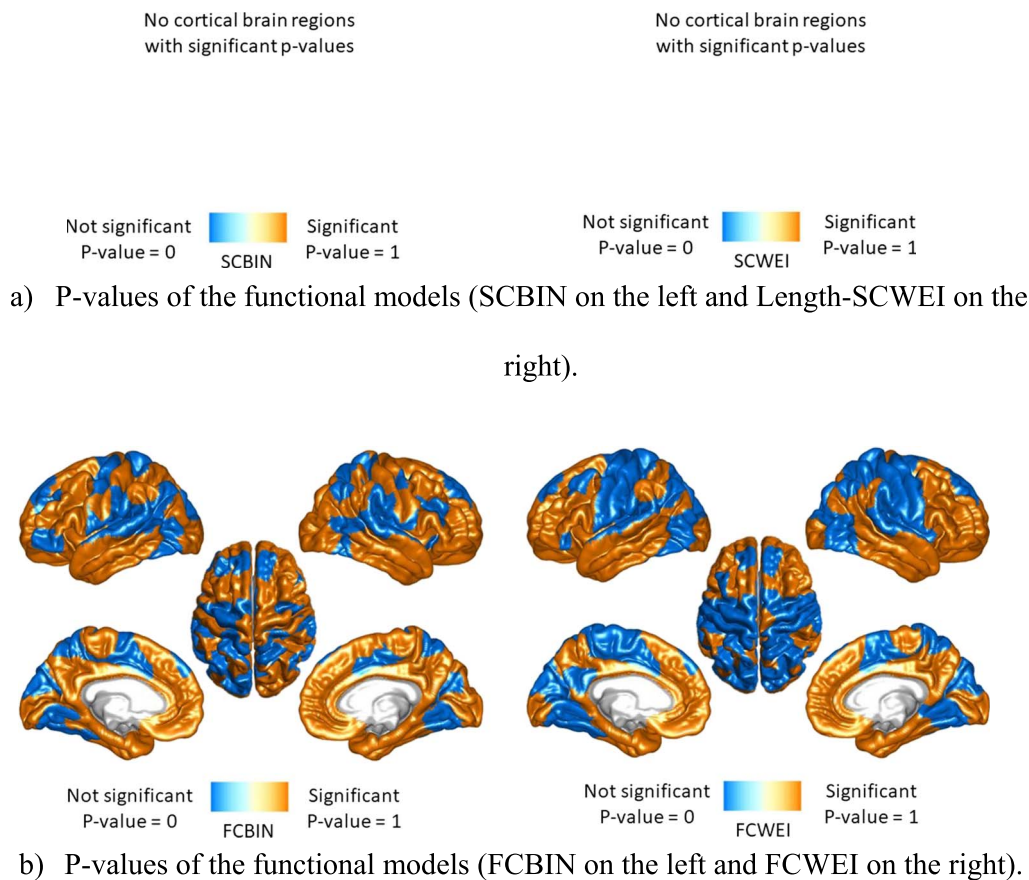 No cortical brain regions
with significant p-values
No cortical brain regions
with significant p-values
Not significant
P-value = 0
SCBIN
Significant
P-value = 1
Not significant
P-value = 0
SCWEI
Significant
P-value = 1
a) P-values of the functional models (SCBIN on the left and Length-SCWEI on the
right).
Not significant
P-value = 0
FCBIN
Significant
P-value = 1
Not significant
P-value = 0
FCWEI
Significant
P-value = 1
b) P-values of the functional models (FCBIN on the left and FCWEI on the right).